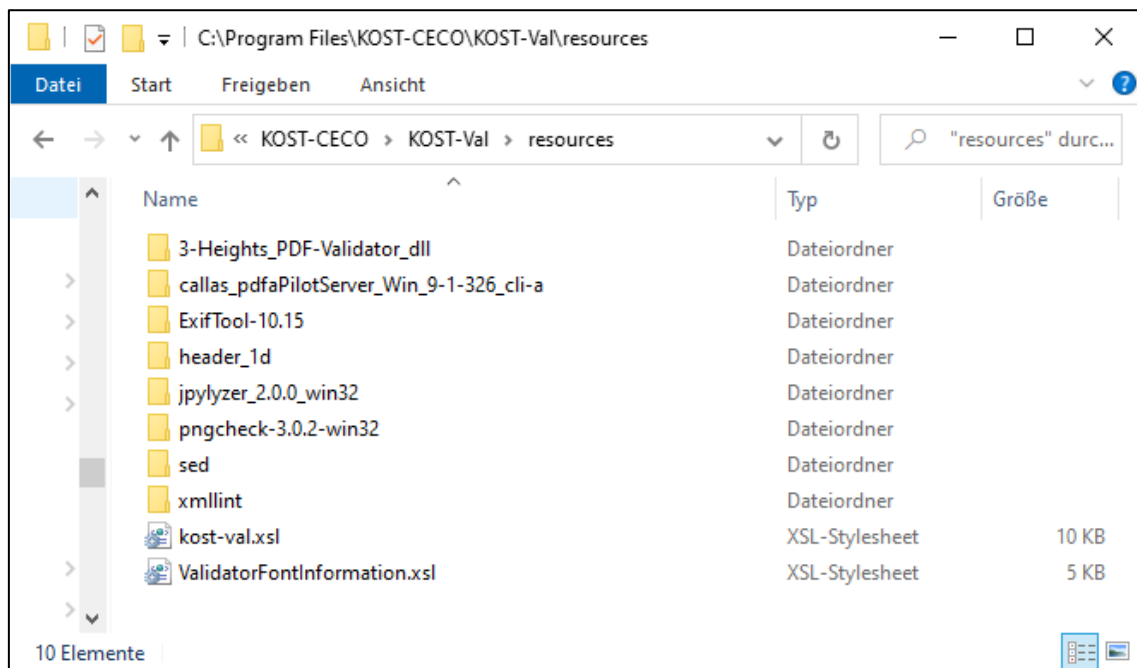 C:\Program Files\KOST-CECO\KOST-Val\resources
Datei Start Freigeben Ansicht
« KOST-CECO > KOST-Val > resources "resources" durc...
Name Typ Größe
3-Heights_PDF-Validator_dll Dateiordner
callas_pdfaPilotServer_Win_9-1-326_cli-a Dateiordner
ExifTool-10.15 Dateiordner
header_1d Dateiordner
jpylyzer_2.0.0_win32 Dateiordner
pngcheck-3.0.2-win32 Dateiordner
sed Dateiordner
xmllint Dateiordner
kost-val.xsl XSL-Stylesheet 10 KB
ValidatorFontInformation.xsl XSL-Stylesheet 5 KB
10 Elemente